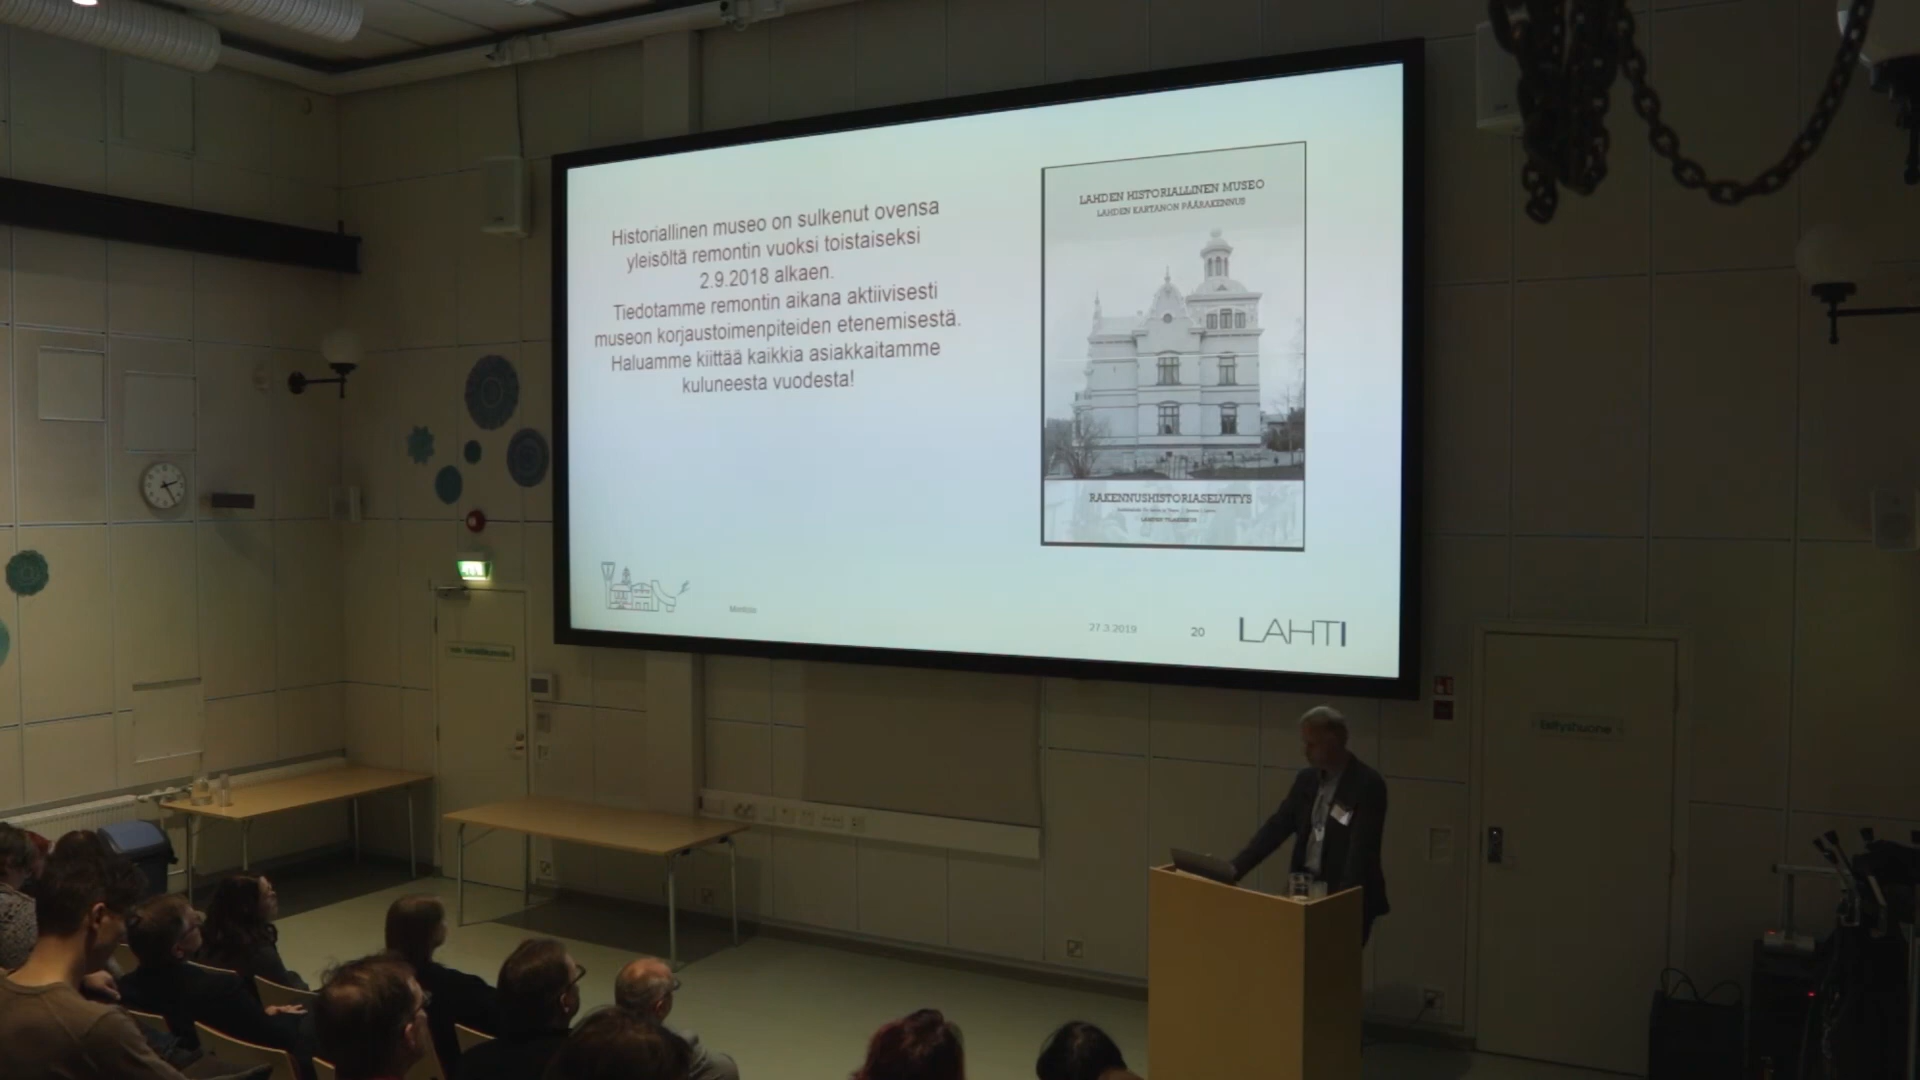 Historiallinen museo on sulkenut ovensa
yleisöltä remontin vuoksi toistaiseksi
2.9.2018 alkaen.
Tiedotamme remontin aikana aktiivisesti
museon korjaustoimenpiteiden etenemisestä.
Haluamme kiittää kaikkia asiakkaitamme
kuluneesta vuodesta!
LAHDEN HISTORIALLINEN MUSEO
LAHDEN KARTANON PÄÄRAKENNUS
RAKENNUSHISTORIASELVITYS
27.3.2019
20
LAHTI
Esityshuone